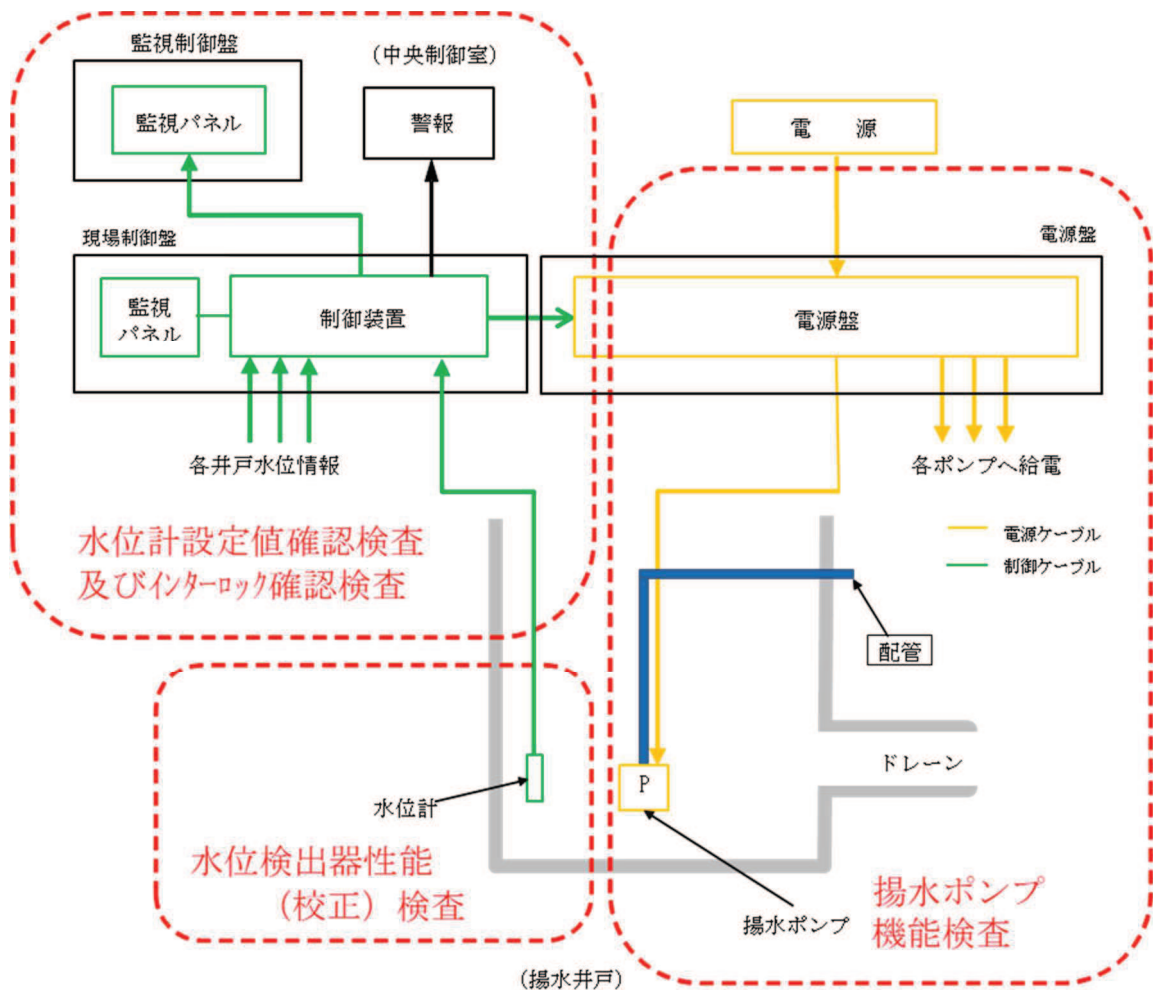 監視制御盤
(中央制御室)
監視パネル
警報
電 源
現場制御盤
電源盤
監視
パネル
制御装置
電源盤
各井戸水位情報
各ポンプへ給電
水位計設定値確認検査
及びインターロック確認検査
電源ケーブル
制御ケーブル
配管
ドレーン
P
水位計
水位検出器性能
(校正)検査
揚水ポンプ
揚水ポンプ
機能検査
(揚水井戸)